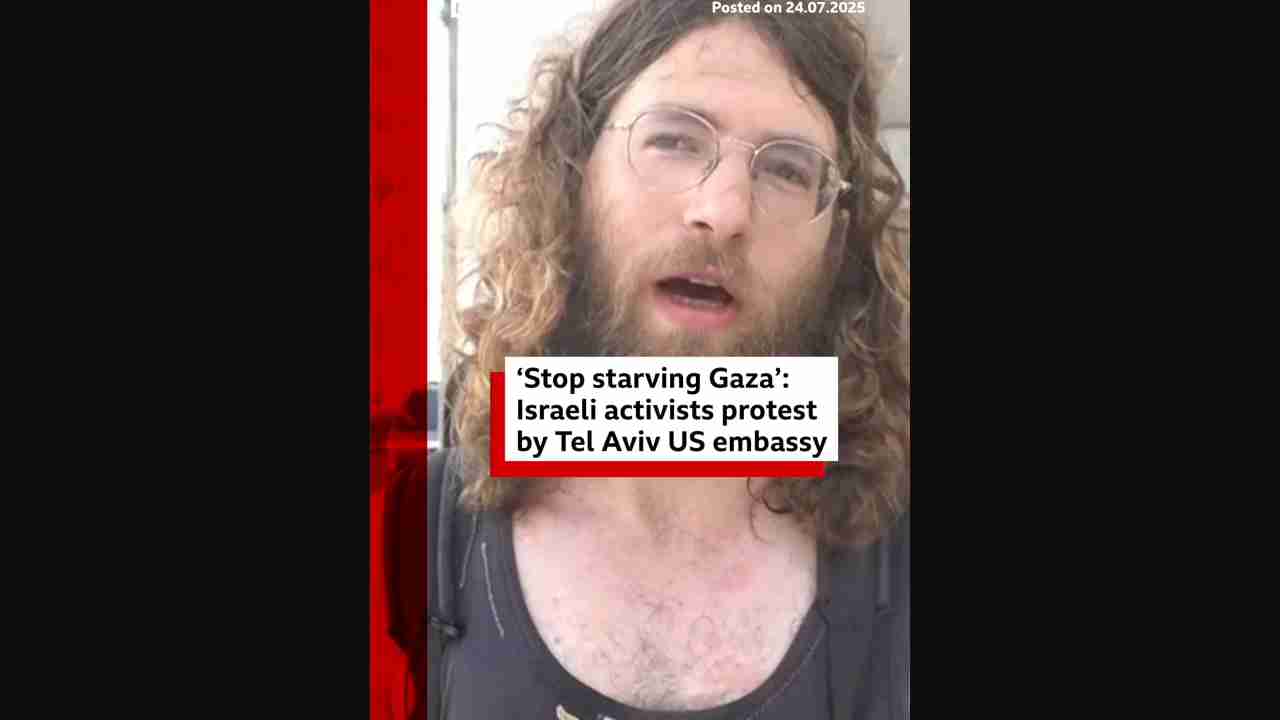 Posted on 24.07.2025
‘Stop starving Gaza’:
Israeli activists protest
by Tel Aviv US embassy